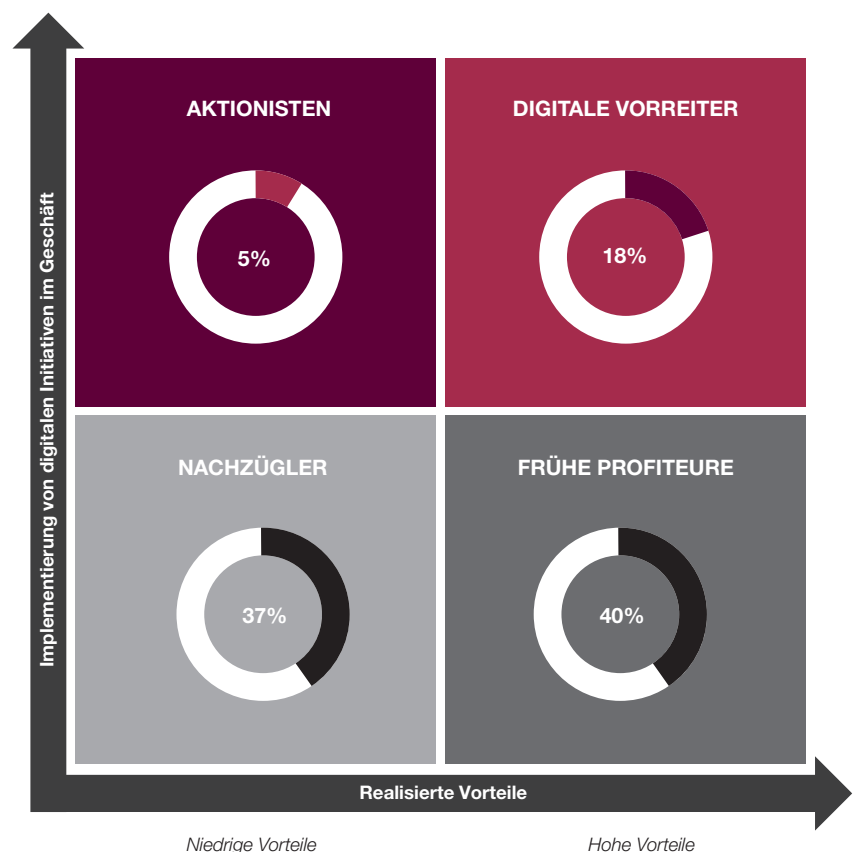 AKTIONISTEN
DIGITALE VORREITER
5%
18%
Implementierung von digitalen Initiativen im Geschäft
NACHZÜGLER
FRÜHE PROFITEURE
37%
40%
Realisierte Vorteile
Niedrige Vorteile
Hohe Vorteile